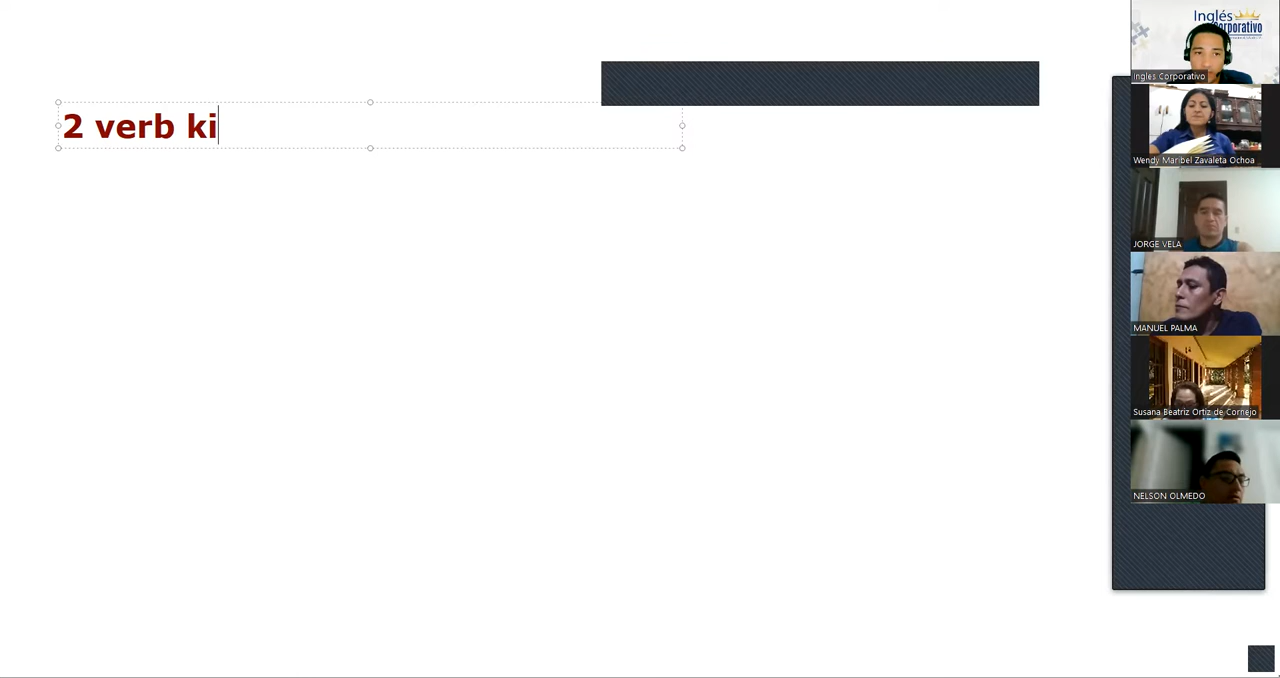 2 verb ki
Inglés
Corporativo
Ingles Corporativo
Wendy Maribel Zavaleta Ochoa
JORGE VELA
MANUEL PALMA
Susana Beatriz Ortiz de Cornejo
NELSON OLMEDO